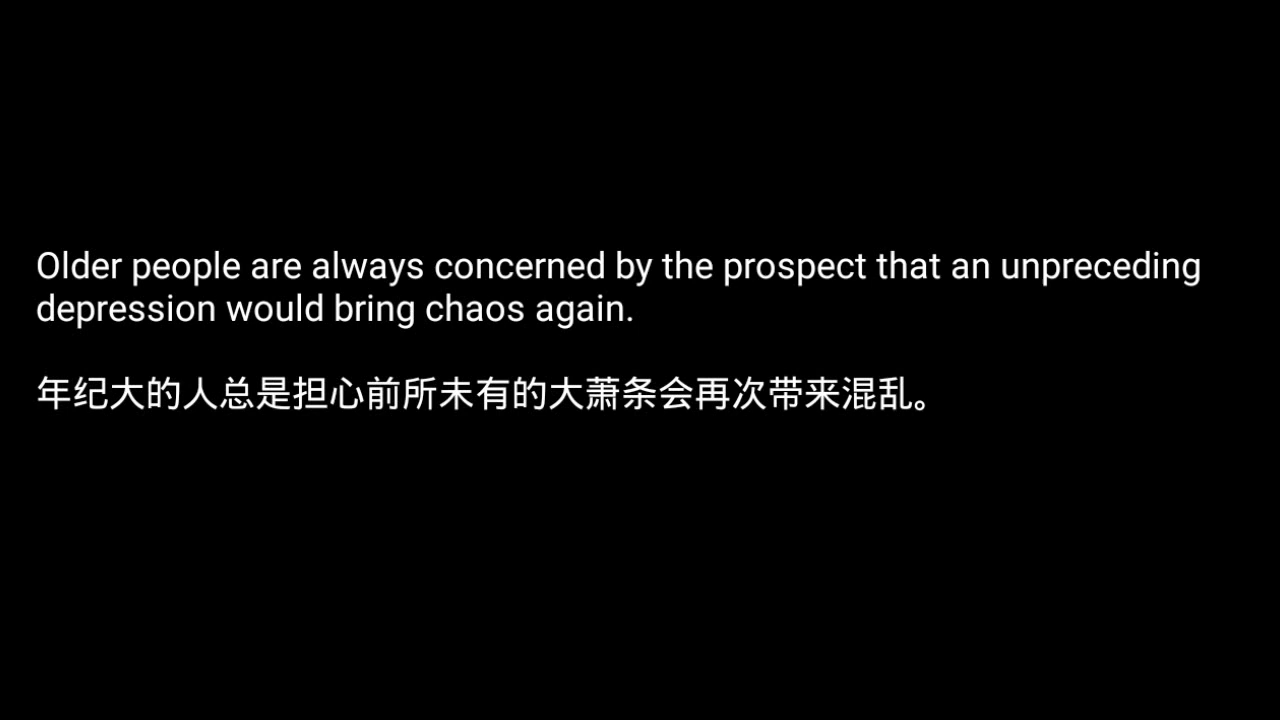 Older people are always concerned by the prospect that an unpreceding
depression would bring chaos again.
年纪大的人总是担心前所未有的大萧条会再次带来混乱。